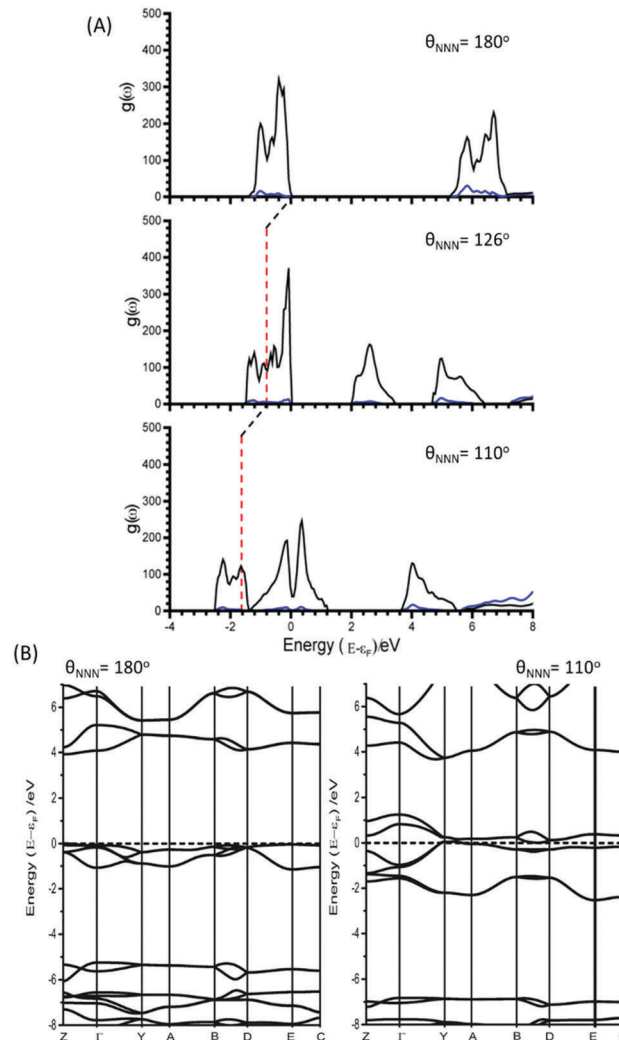 (A)
θNNN= 180°
g(ω)
500
400
300
200
100
0
θNNN= 126°
g(ω)
500
400
300
200
100
0
θNNN= 110°
g(ω)
500
400
300
200
100
0
-4 -2 0 2 4 6 8
Energy (E-εF)/eV
(B)
θNNN= 180° θNNN= 110°
Energy (E-εF) /eV
6
4
2
0
-2
-4
-6
-8
Z Γ Y A B D E C
Energy (E-εF) /eV
6
4
2
0
-2
-4
-6
-8
Z Γ Y A B D E